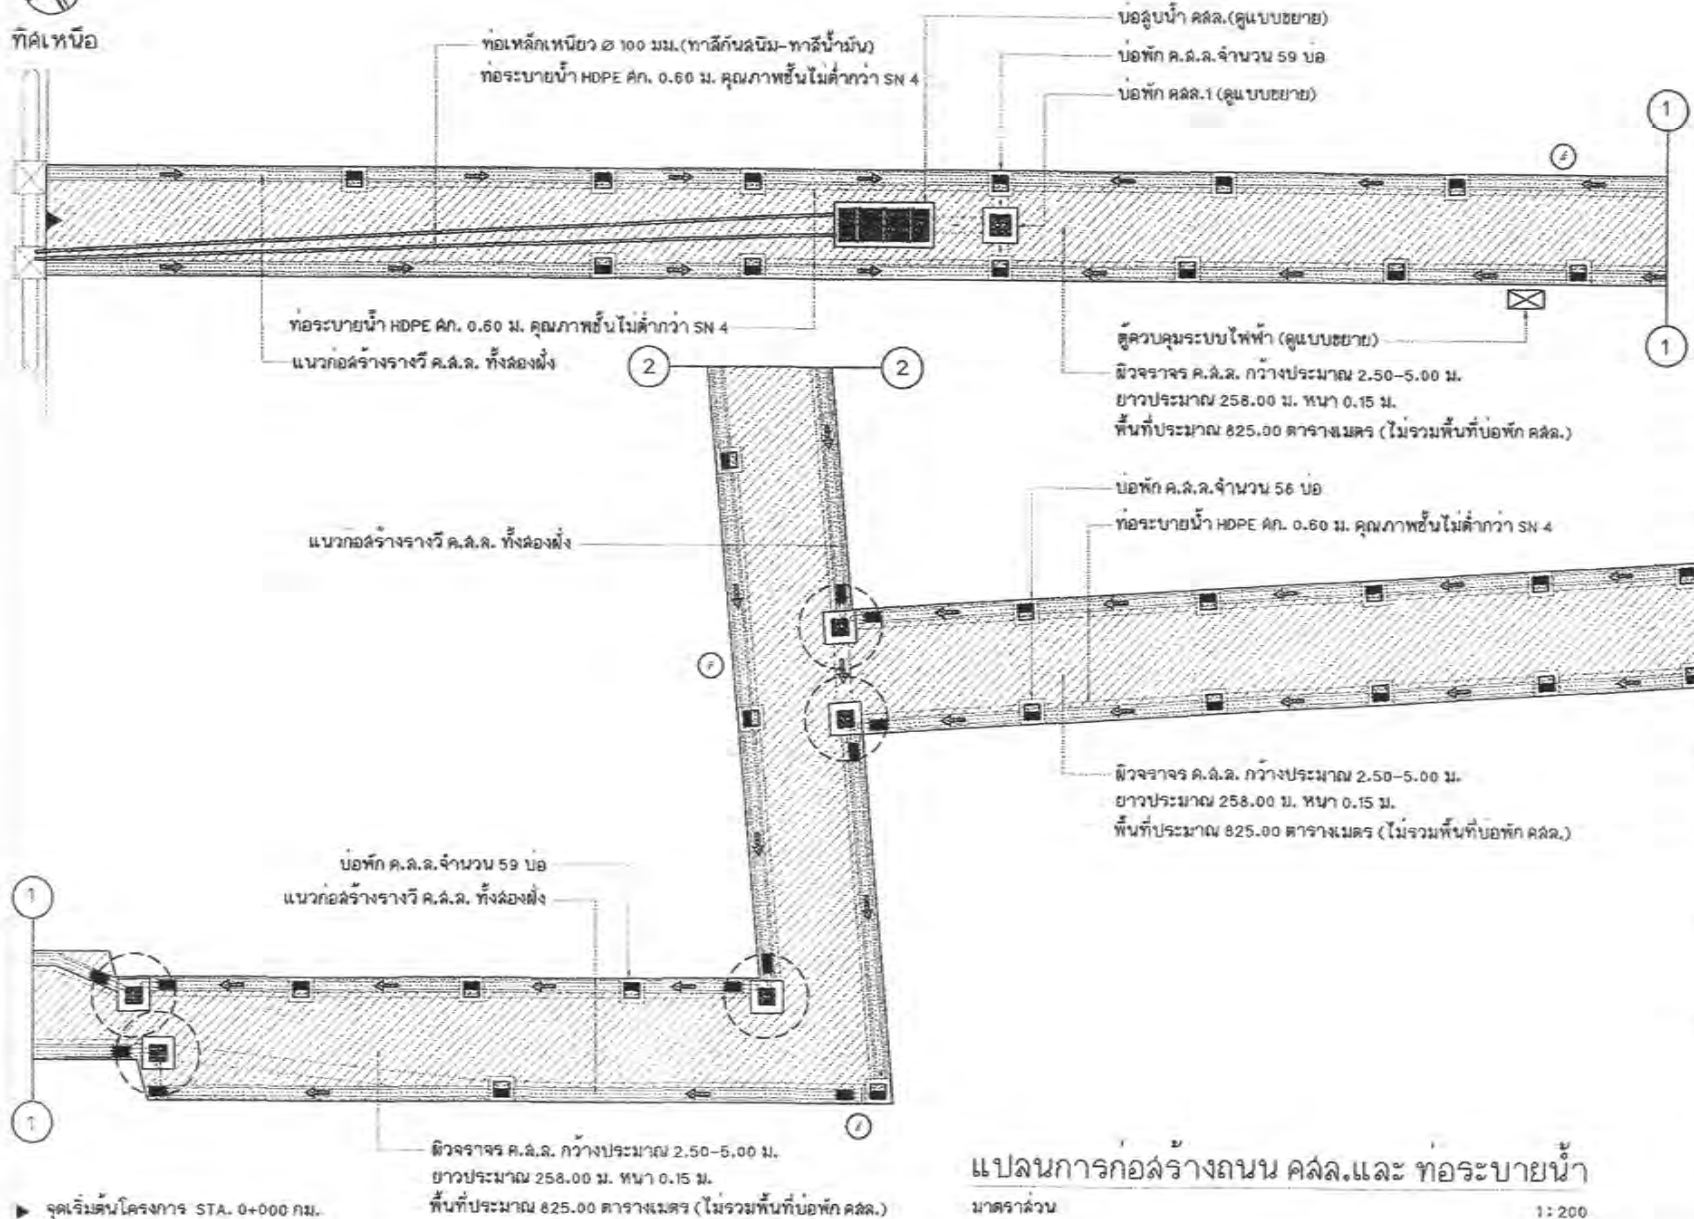 ทิศเหนือ
ท่อเหล็กเหนียว ø 100 มม.(ทาสีกันสนิม-ทาสีน้ำมัน)
ท่อระบายน้ำ HDPE ศก. 0.60 ม. คุณภาพชั้นไม่ต่ำกว่า SN 4
บ่อสูบน้ำ คสล.(ดูแบบขยาย)
บ่อพัก ค.ส.ล.จำนวน 59 บ่อ
บ่อพัก คสล.1 (ดูแบบขยาย)
1
ท่อระบายน้ำ HDPE ศก. 0.60 ม. คุณภาพชั้นไม่ต่ำกว่า SN 4
แนวก่อสร้างรางวี ค.ส.ล. ทั้งสองฝั่ง
2
2
ตู้ควบคุมระบบไฟฟ้า (ดูแบบขยาย)
1
ผิวจราจร ค.ส.ล. กว้างประมาณ 2.50-5.00 ม.
ยาวประมาณ 258.00 ม. หนา 0.15 ม.
พื้นที่ประมาณ 825.00 ตารางเมตร (ไม่รวมพื้นที่บ่อพัก คสล.)
บ่อพัก ค.ส.ล.จำนวน 56 บ่อ
ท่อระบายน้ำ HDPE ศก. 0.60 ม. คุณภาพชั้นไม่ต่ำกว่า SN 4
แนวก่อสร้างรางวี ค.ส.ล. ทั้งสองฝั่ง
ผิวจราจร ค.ส.ล. กว้างประมาณ 2.50-5.00 ม.
ยาวประมาณ 258.00 ม. หนา 0.15 ม.
พื้นที่ประมาณ 825.00 ตารางเมตร (ไม่รวมพื้นที่บ่อพัก คสล.)
บ่อพัก ค.ส.ล.จำนวน 59 บ่อ
แนวก่อสร้างรางวี ค.ส.ล. ทั้งสองฝั่ง
1
1
ผิวจราจร ค.ส.ล. กว้างประมาณ 2.50-5.00 ม.
ยาวประมาณ 258.00 ม. หนา 0.15 ม.
พื้นที่ประมาณ 825.00 ตารางเมตร (ไม่รวมพื้นที่บ่อพัก คสล.)
จุดเริ่มต้นโครงการ STA. 0+000 กม.
แปลนการก่อสร้างถนน คสล.และ ท่อระบายน้ำ
มาตราส่วน 1:200